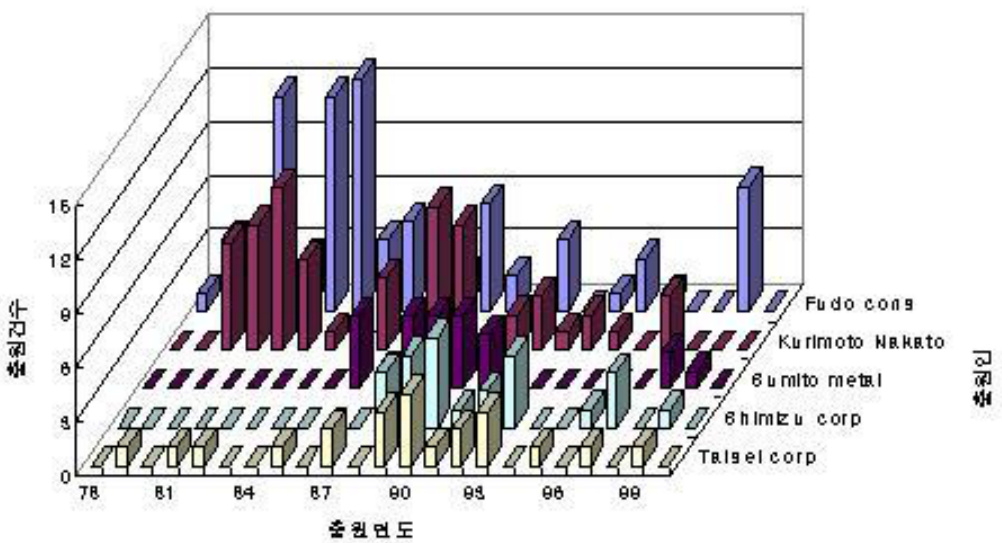 15
12
9
6
3
0
출원건수
78 81 84 87 90 93 96 99
출원연도
Fudo cons
Kurimoto Nakato
Sumito metal
Shimizu corp
Taisei corp
출원인